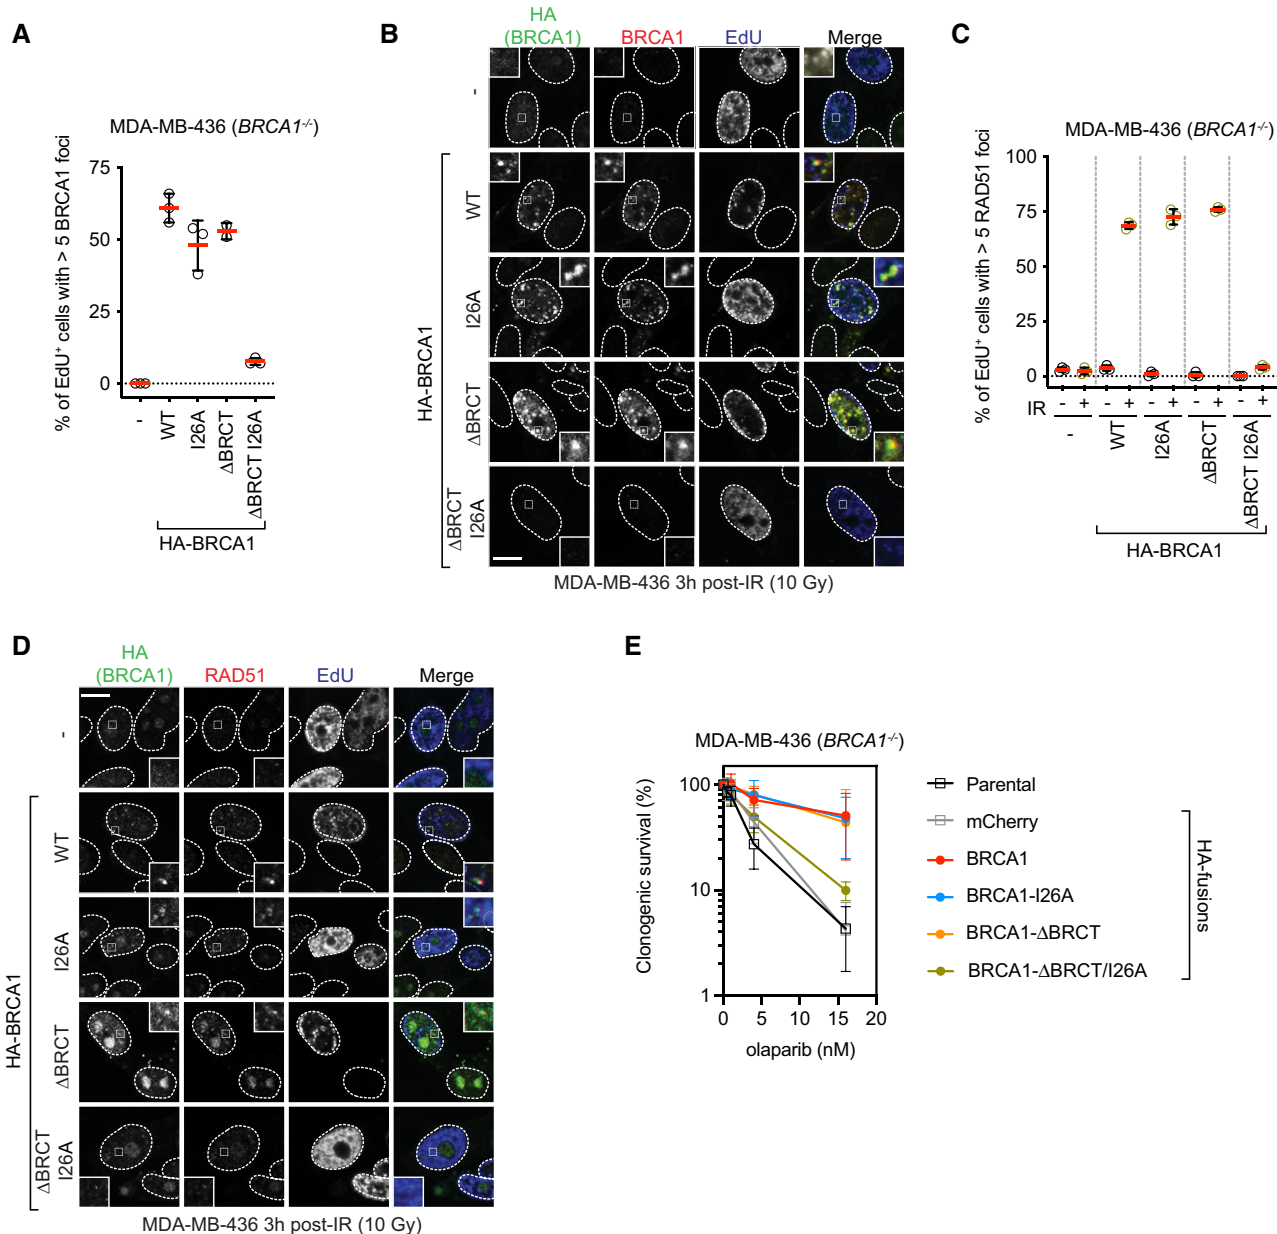 A
MDA-MB-436 (BRCA1-/-)
% of EdU+ cells with > 5 BRCA1 foci
75
50
25
0
-
WT
I26A
ΔBRCT
ΔBRCT I26A
HA-BRCA1
B
HA
(BRCA1)
BRCA1
EdU
Merge
-
WT
I26A
ΔBRCT
ΔBRCT
I26A
HA-BRCA1
MDA-MB-436 3h post-IR (10 Gy)
C
MDA-MB-436 (BRCA1-/-)
% of EdU+ cells with > 5 RAD51 foci
100
75
50
25
0
IR - + - + - + - + - +
-
WT
I26A
ΔBRCT
ΔBRCT I26A
HA-BRCA1
D
HA
(BRCA1)
RAD51
EdU
Merge
-
WT
I26A
ΔBRCT
ΔBRCT
I26A
HA-BRCA1
MDA-MB-436 3h post-IR (10 Gy)
E
MDA-MB-436 (BRCA1-/-)
Clonogenic survival (%)
100
10
1
0 5 10 15 20
olaparib (nM)
Parental
mCherry
BRCA1
BRCA1-I26A
BRCA1-ΔBRCT
BRCA1-ΔBRCT/I26A
HA-fusions